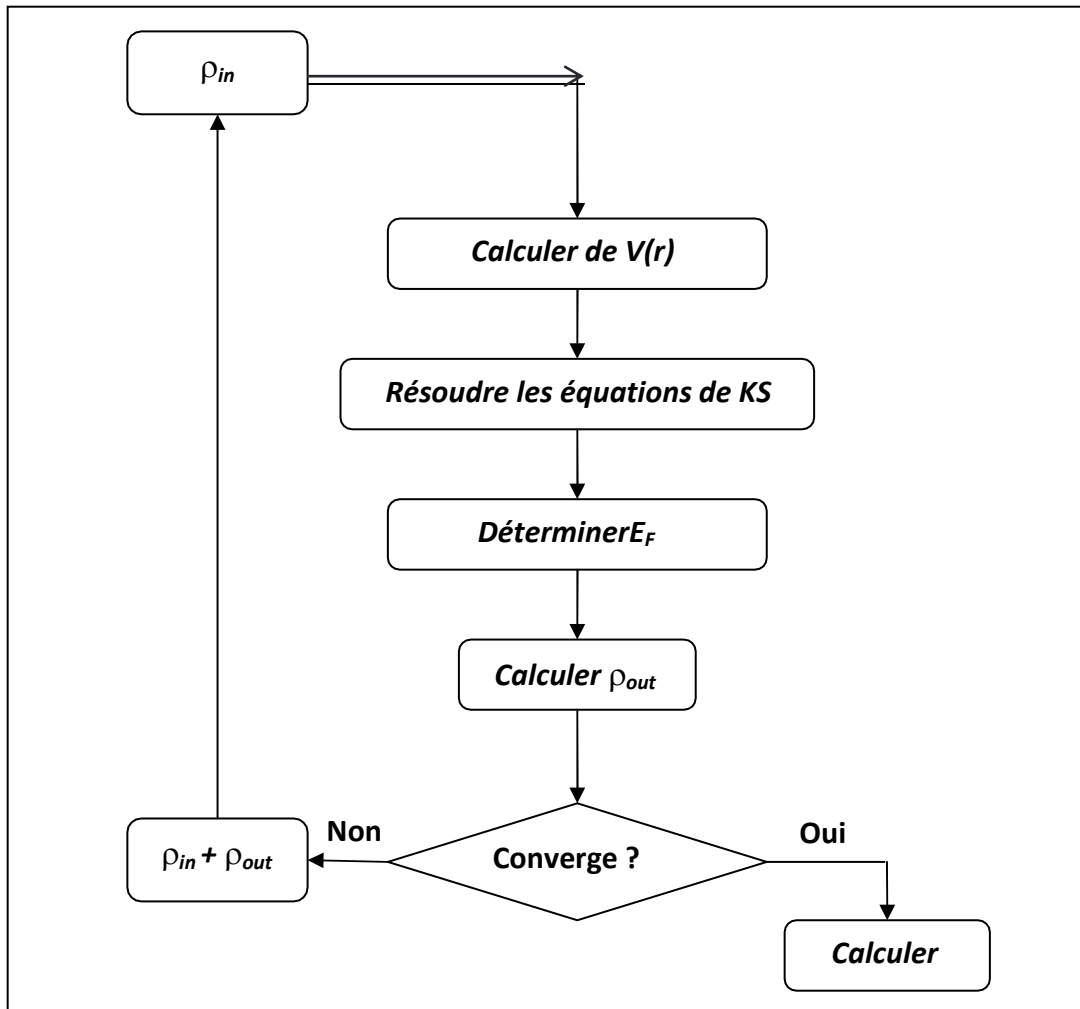 ρin
Calculer de V(r)
Résoudre les équations de KS
DéterminerEF
Calculer ρout
Non
Oui
ρin + ρout
Converge ?
Calculer